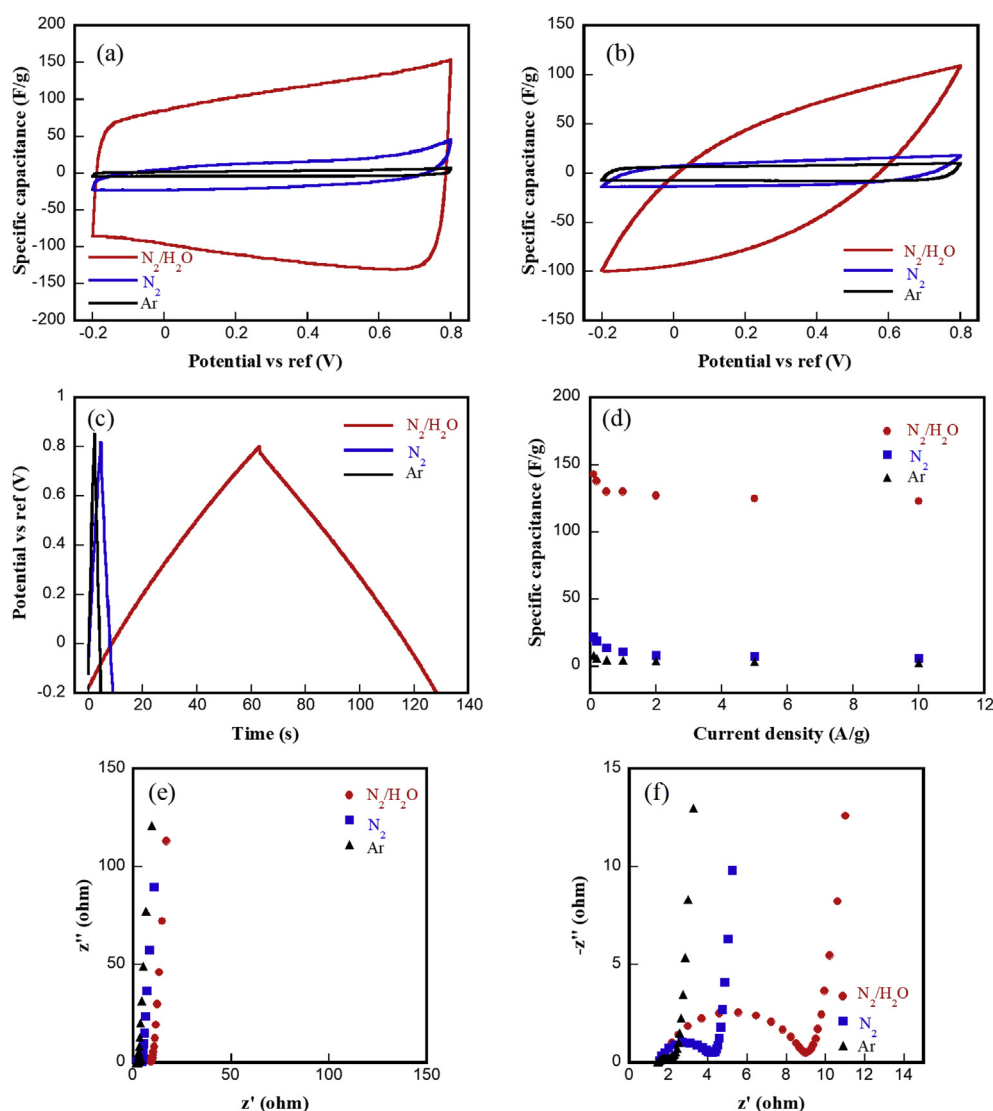 (a)
Specific capacitance (F/g)
200
150
100
50
0
-50
-100
-150
-200
N₂/H₂O
N₂
Ar
-0.2 0 0.2 0.4 0.6 0.8
Potential vs ref (V)
(b)
Specific capacitance (F/g)
150
100
50
0
-50
-100
-150
N₂/H₂O
N₂
Ar
-0.2 0 0.2 0.4 0.6 0.8
Potential vs ref (V)
(c)
Potential vs ref (V)
1
0.8
0.6
0.4
0.2
0
-0.2
N₂/H₂O
N₂
Ar
0 20 40 60 80 100 120 140
Time (s)
(d)
Specific capacitance (F/g)
200
150
100
50
0
N₂/H₂O
N₂
Ar
0 2 4 6 8 10 12
Current density (A/g)
(e)
z'' (ohm)
150
100
50
0
N₂/H₂O
N₂
Ar
0 50 100 150
z' (ohm)
(f)
-z'' (ohm)
15
10
5
0
N₂/H₂O
N₂
Ar
0 2 4 6 8 10 12 14
z' (ohm)